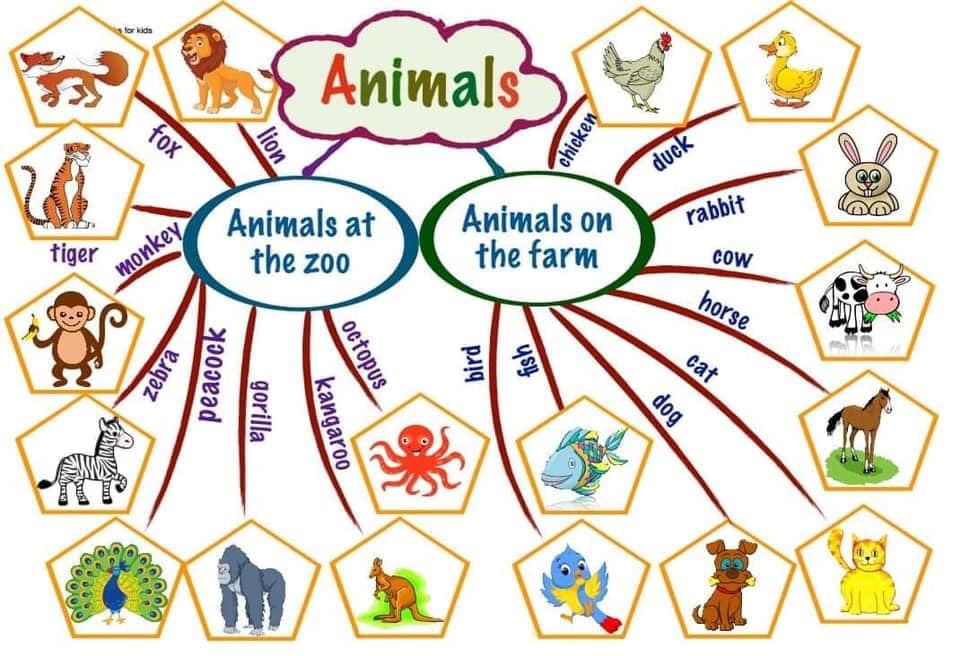 for kids
Animals
Animals at
the zoo
Animals on
the farm
fox
lion
tiger
monkey
zebra
peacock
gorilla
kangaroo
octopus
chicken
duck
rabbit
cow
horse
cat
dog
fish
bird